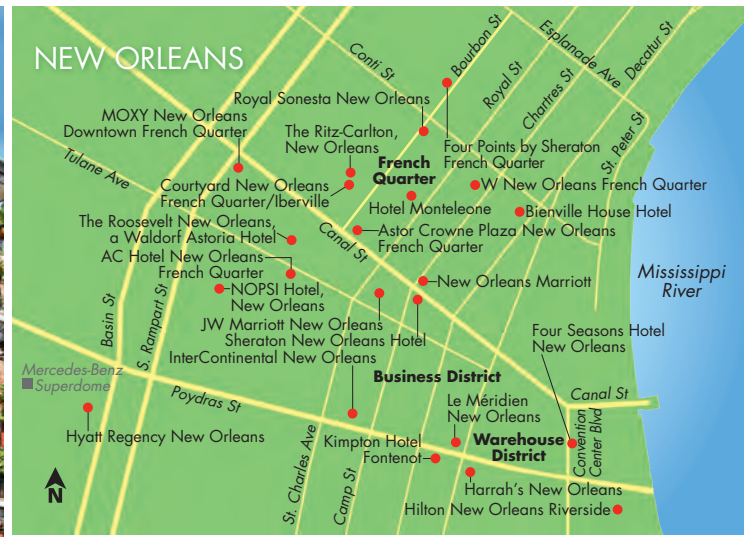 NEW ORLEANS
Conti St
Bourbon St
Royal St
Chartres St
Esplanade Ave
Decatur St
St. Peter St
Tulane Ave
MOXY New Orleans
Downtown French Quarter
Royal Sonesta New Orleans
The Ritz-Carlton,
New Orleans
Four Points by Sheraton
French Quarter
French
Quarter
Courtyard New Orleans
French Quarter/Iberville
W New Orleans French Quarter
Hotel Monteleone
Bienville House Hotel
The Roosevelt New Orleans,
a Waldorf Astoria Hotel
Canal St
Astor Crowne Plaza New Orleans
French Quarter
AC Hotel New Orleans
French Quarter
NOPSI Hotel,
New Orleans
New Orleans Marriott
Mississippi
River
JW Marriott New Orleans
Sheraton New Orleans Hotel
InterContinental New Orleans
Four Seasons Hotel
New Orleans
Basin St
S. Rampart St
Mercedes-Benz
Superdome
Business District
Poydras St
Le Méridien
New Orleans
Canal St
Hyatt Regency New Orleans
Kimpton Hotel
Fontenot
Warehouse
District
Convention
Center Blvd
St. Charles Ave
Camp St
Harrah's New Orleans
Hilton New Orleans Riverside
N